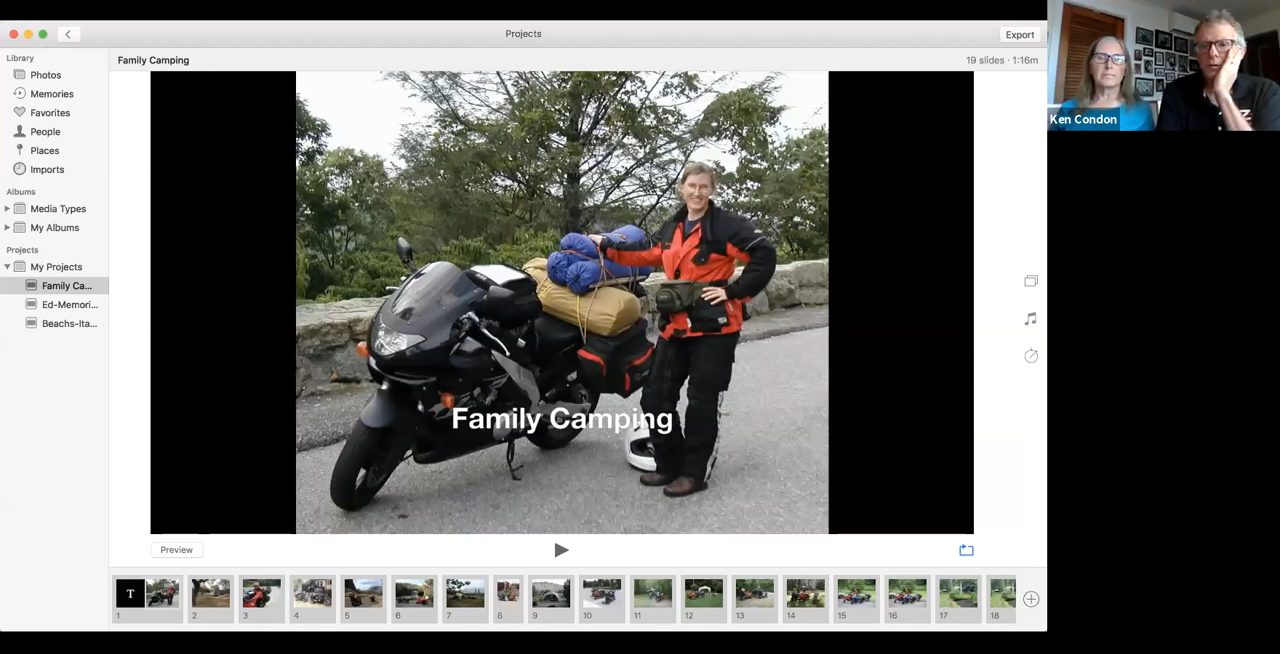 Projects
Export
Library
Photos
Memories
Favorites
People
Places
Imports
Albums
Media Types
My Albums
Projects
My Projects
Family Ca...
Ed-Memori...
Beachs-Ita...
Family Camping
19 slides · 1:16m
Family Camping
Preview
T
1
2
3
4
5
6
7
8
9
10
11
12
13
14
15
16
17
18
Ken Condon